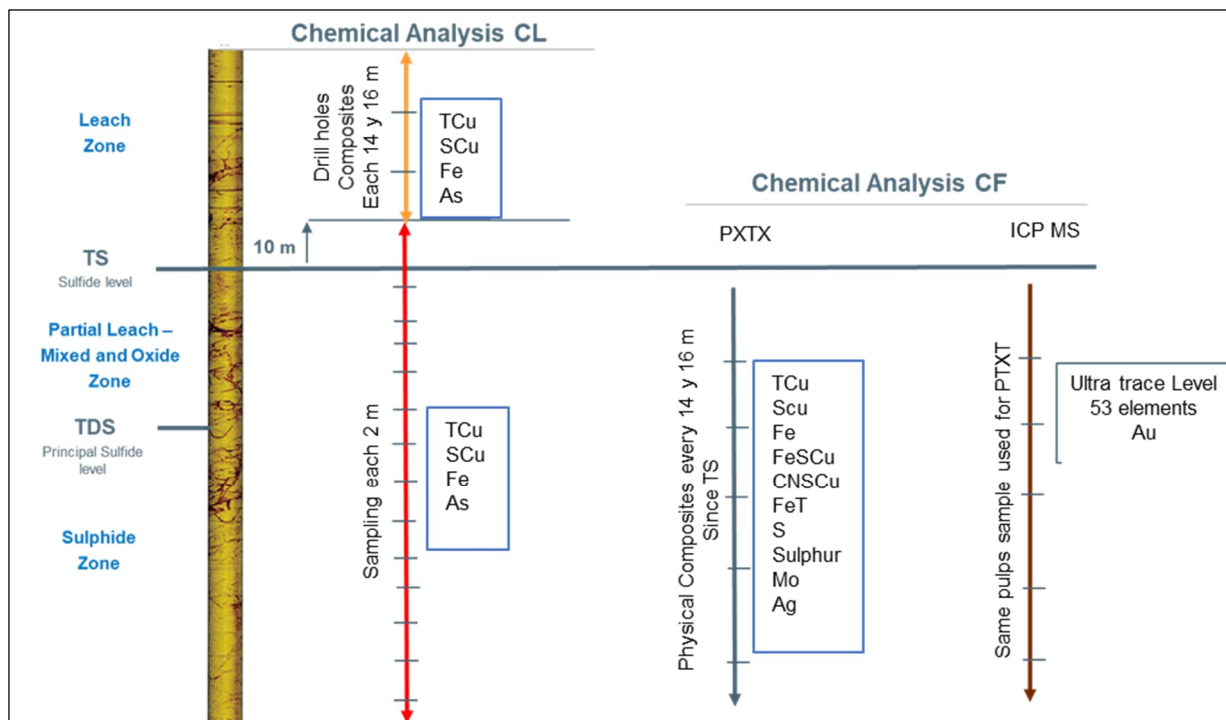 Chemical Analysis CL
Leach
Zone
Drill holes
Composites
Each 14 y 16 m
TCu
SCu
Fe
As
10 m
TS
Sulfide level
Partial Leach –
Mixed and Oxide
Zone
TDS
Principal Sulfide
level
Sulphide
Zone
Sampling each 2 m
TCu
SCu
Fe
As
Chemical Analysis CF
PXTX
ICP MS
Physical Composites every 14 y 16 m
Since TS
TCu
Scu
Fe
FeSCu
CNSCu
FeT
S
Sulphur
Mo
Ag
Same pulps sample used for PTXT
Ultra trace Level
53 elements
Au